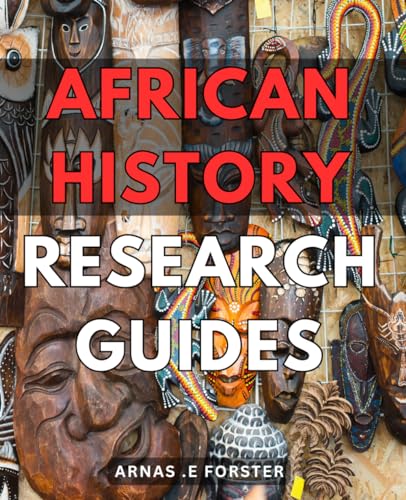 AFRICAN
HISTORY
RESEARCH
GUIDES
ARNAS .E FORSTER